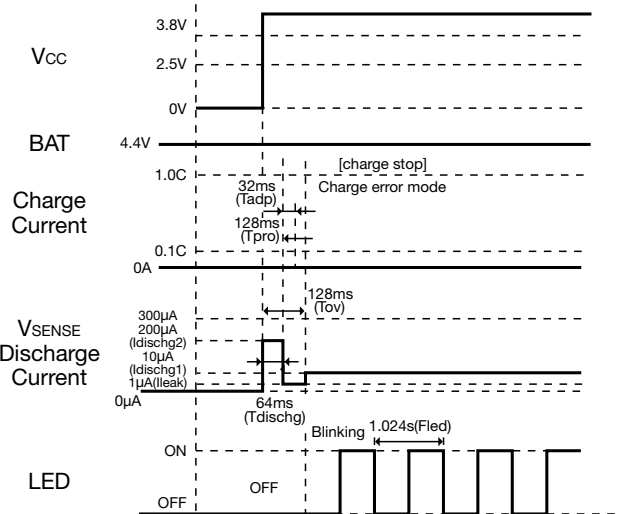 3.8V
VCC
2.5V
0V
BAT
4.4V
1.0C
[charge stop]
Charge error mode
32ms
(Tadp)
Charge
Current
128ms
(Tpro)
0.1C
0A
128ms
(Tov)
300µA
VSENSE
Discharge
Current
200µA
(Idischg2)
10µA
(Idischg1)
1µA(Ileak)
0µA
64ms
(Tdischg)
Blinking
1.024s(Fled)
ON
LED
OFF
OFF